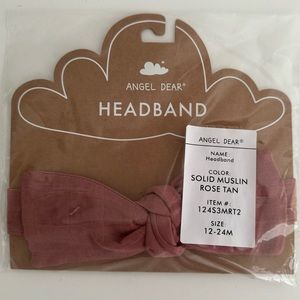 ANGEL DEAR®
HEADBAND
ANGEL DEAR®
NAME:
Headband
COLOR:
SOLID MUSLIN
ROSE TAN
ITEM #:
124S3MRT2
SIZE:
12-24M